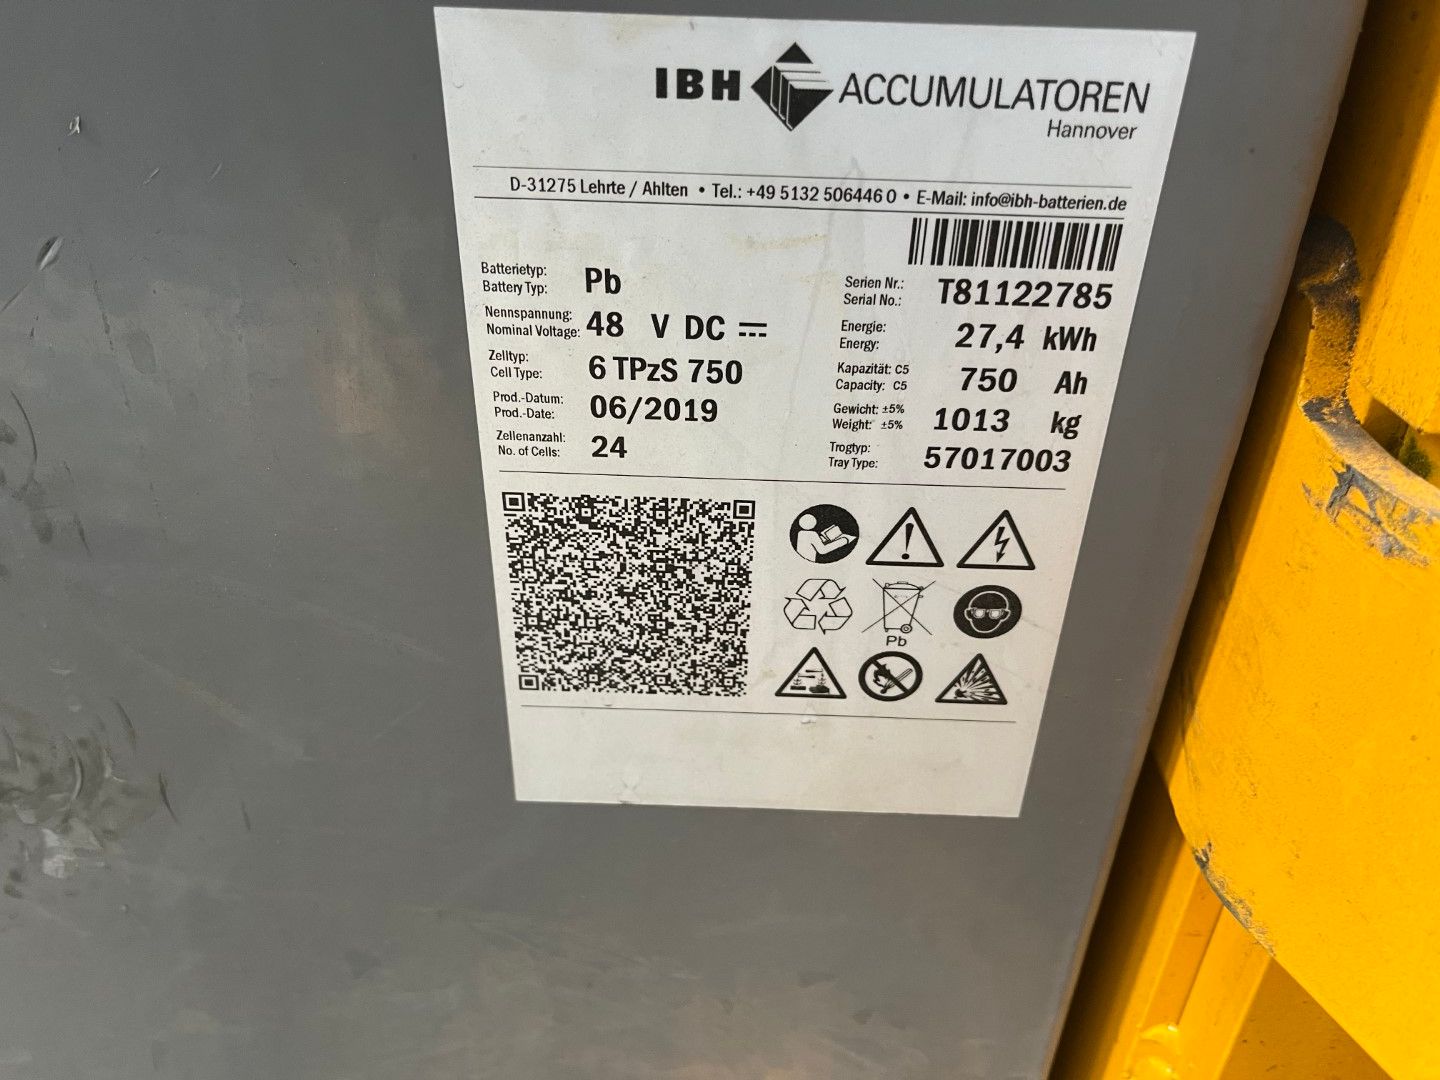 IBH ACCUMULATOREN
Hannover
D-31275 Lehrte / Ahlten • Tel.: +49 5132 506446 0 • E-Mail: info@ibh-batterien.de
Batterietyp:
Battery Typ: Pb
Nennspannung:
Nominal Voltage: 48 V DC
Zelltyp:
Cell Type: 6 TPzS 750
Prod.-Datum:
Prod.-Date: 06/2019
Zellenanzahl:
No. of Cells: 24
Serien Nr.:
Serial No.: T81122785
Energie:
Energy: 27,4 kWh
Kapazität: C5
Capacity: C5 750 Ah
Gewicht: ±5%
Weight: ±5% 1013 kg
Trogtyp:
Tray Type: 57017003
Pb